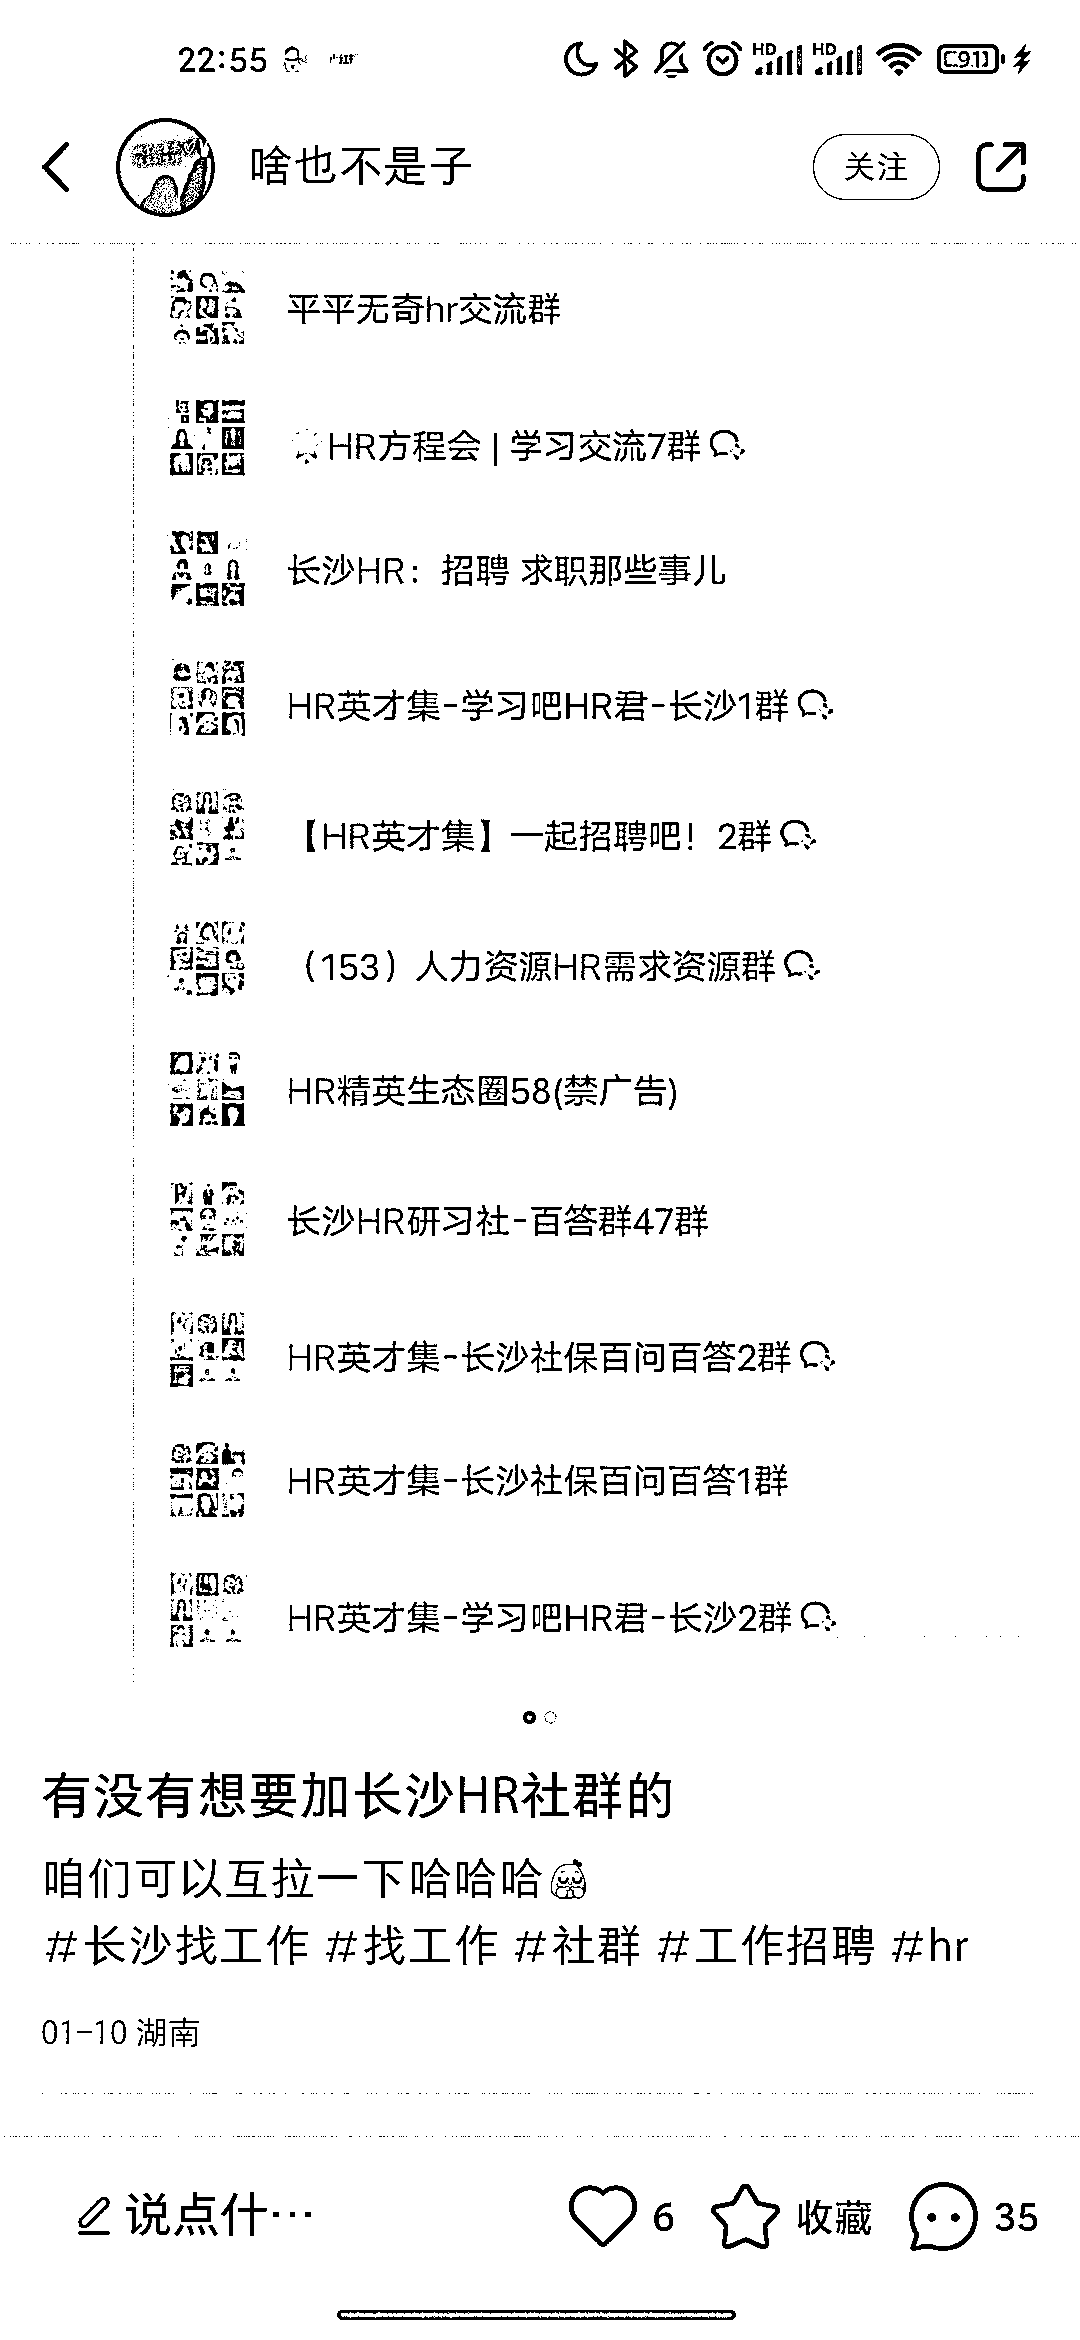 22:55
HD HD 91
啥也不是子
关注
平平无奇hr交流群
HR方程会 | 学习交流7群
长沙HR：招聘 求职那些事儿
HR英才集-学习吧HR君-长沙1群
【HR英才集】一起招聘吧！2群
（153）人力资源HR需求资源群
HR精英生态圈58(禁广告)
长沙HR研习社-百答群47群
HR英才集-长沙社保百问百答2群
HR英才集-长沙社保百问百答1群
HR英才集-学习吧HR君-长沙2群
有没有想要加长沙HR社群的
咱们可以互拉一下哈哈哈
#长沙找工作 #找工作 #社群 #工作招聘 #hr
01-10 湖南
说点什...
6
收藏
35